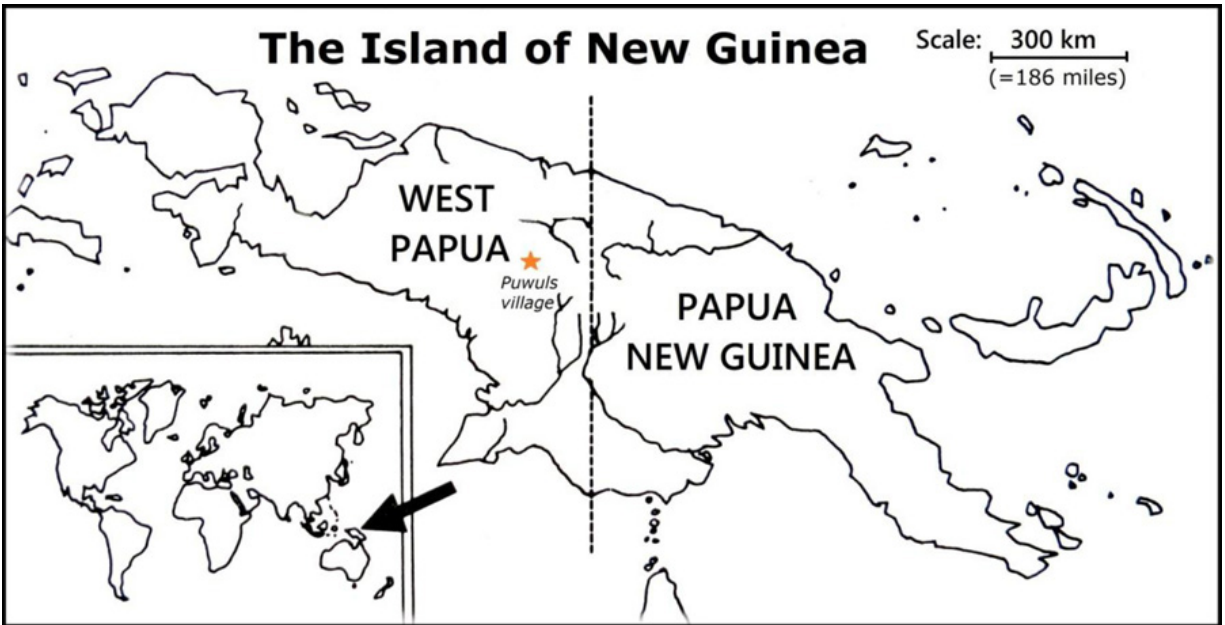 The Island of New Guinea
Scale: 300 km
(=186 miles)
WEST
PAPUA
Puwuls
village
PAPUA
NEW GUINEA